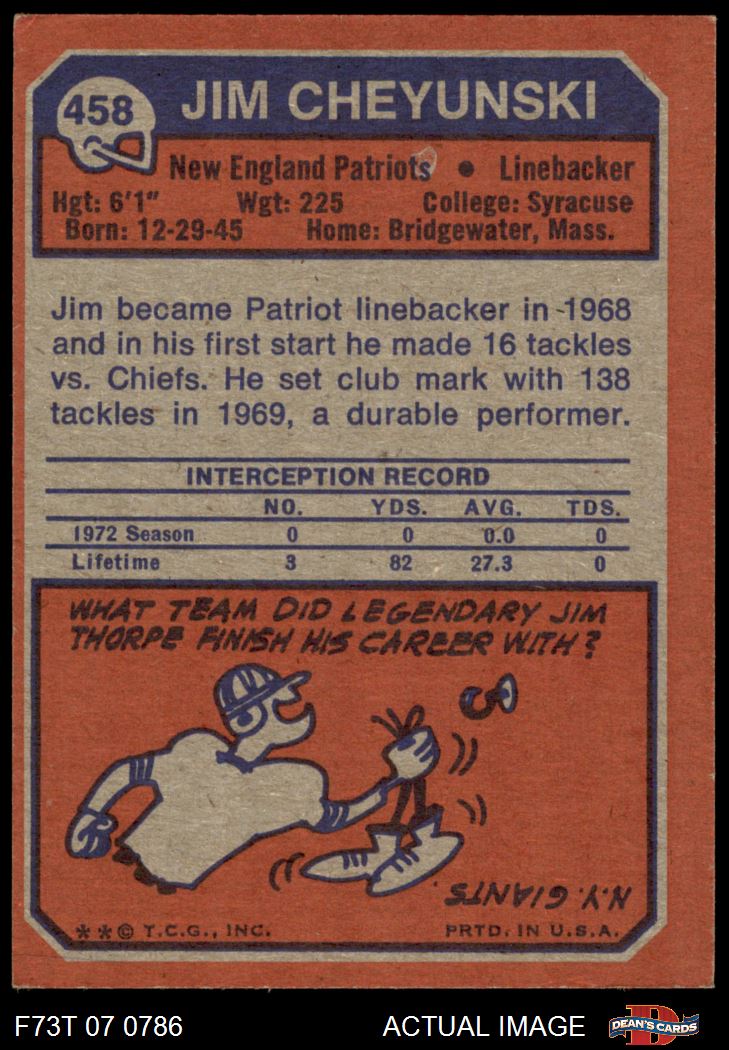 458
JIM CHEYUNSKI
New England Patriots • Linebacker
Hgt: 6'1" Wgt: 225 College: Syracuse
Born: 12-29-45 Home: Bridgewater, Mass.
Jim became Patriot linebacker in 1968
and in his first start he made 16 tackles
vs. Chiefs. He set club mark with 138
tackles in 1969, a durable performer.
INTERCEPTION RECORD
NO. YDS. AVG. TDS.
1972 Season 0 0 0.0 0
Lifetime 3 82 27.3 0
WHAT TEAM DID LEGENDARY JIM
THORPE FINISH HIS CAREER WITH?
N.Y. GIANTS.
** © T.C.G., INC. PRTD. IN U.S.A.
F73T 07 0786 ACTUAL IMAGE D DEAN'S CARDS